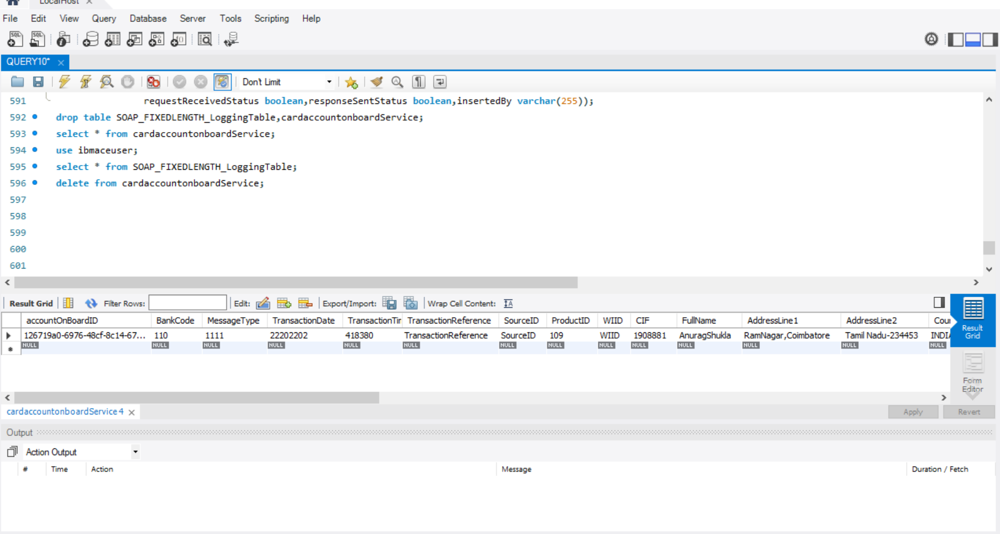 LocalHost ×
File Edit View Query Database Server Tools Scripting Help
QUERY10* ×
Don't Limit
591 requestReceivedStatus boolean,responseSentStatus boolean,insertedBy varchar(255));
592 drop table SOAP_FIXEDLENGTH_LoggingTable,cardaccountonboardService;
593 select * from cardaccountonboardService;
594 use ibmaceuser;
595 select * from SOAP_FIXEDLENGTH_LoggingTable;
596 delete from cardaccountonboardService;
597
598
599
600
601
Result Grid Filter Rows: Edit: Export/Import: Wrap Cell Content:
accountOnBoardID BankCode MessageType TransactionDate TransactionTir TransactionReference SourceID ProductID WIID CIF FullName AddressLine1 AddressLine2 Cour
126719a0-6976-48cf-8c14-67... 110 1111 22202202 418380 TransactionReference SourceID 109 WIID 1908881 AnuragShukla RamNagar,Coimbatore Tamil Nadu-234453 INDIA
NULL NULL NULL NULL NULL NULL NULL NULL NULL NULL NULL NULL NULL NULL
Result Grid
Form Editor
cardaccountonboardService 4 ×
Apply Revert
Output
Action Output
# Time Action Message Duration / Fetch